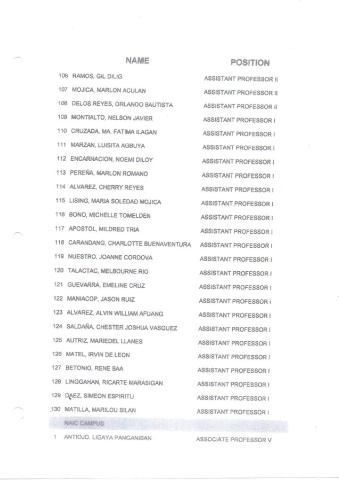 NAME POSITION
106 RAMOS, GIL DILIG ASSISTANT PROFESSOR II
107 MOJICA, MARLON ACULAN ASSISTANT PROFESSOR II
108 DELOS REYES, ORLANDO BAUTISTA ASSISTANT PROFESSOR II
109 MONTIALTO, NELSON JAVIER ASSISTANT PROFESSOR I
110 CRUZADA, MA. FATIMA ILAGAN ASSISTANT PROFESSOR I
111 MARZAN, LUISITA AGBUYA ASSISTANT PROFESSOR I
112 ENCARNACION, NOEMI DILOY ASSISTANT PROFESSOR I
113 PEREÑA, MARLON ROMANO ASSISTANT PROFESSOR I
114 ALVAREZ, CHERRY REYES ASSISTANT PROFESSOR I
115 LISING, MARIA SOLEDAD MOJICA ASSISTANT PROFESSOR I
116 BONO, MICHELLE TOMELDEN ASSISTANT PROFESSOR I
117 APOSTOL, MILDRED TRIA ASSISTANT PROFESSOR I
118 CARANDANG, CHARLOTTE BUENAVENTURA ASSISTANT PROFESSOR I
119 NUESTRO, JOANNE CORDOVA ASSISTANT PROFESSOR I
120 TALACTAC, MELBOURNE RIO ASSISTANT PROFESSOR I
121 GUEVARRA, EMELINE CRUZ ASSISTANT PROFESSOR I
122 MANIACOP, JASON RUIZ ASSISTANT PROFESSOR I
123 ALVAREZ, ALVIN WILLIAM AFUANG ASSISTANT PROFESSOR I
124 SALDAÑA, CHESTER JOSHUA VASQUEZ ASSISTANT PROFESSOR I
125 AUTRIZ, MARIEDEL LLANES ASSISTANT PROFESSOR I
126 MATEL, IRVIN DE LEON ASSISTANT PROFESSOR I
127 BETONIO, RENE BAA ASSISTANT PROFESSOR I
128 LINGGAHAN, RICARTE MARASIGAN ASSISTANT PROFESSOR I
129 DAEZ, SIMEON ESPIRITU ASSISTANT PROFESSOR I
130 MATILLA, MARILOU SILAN ASSISTANT PROFESSOR I
NAIC CAMPUS
1 ANTIOJO, LIGAYA PANGANIBAN ASSOCIATE PROFESSOR V